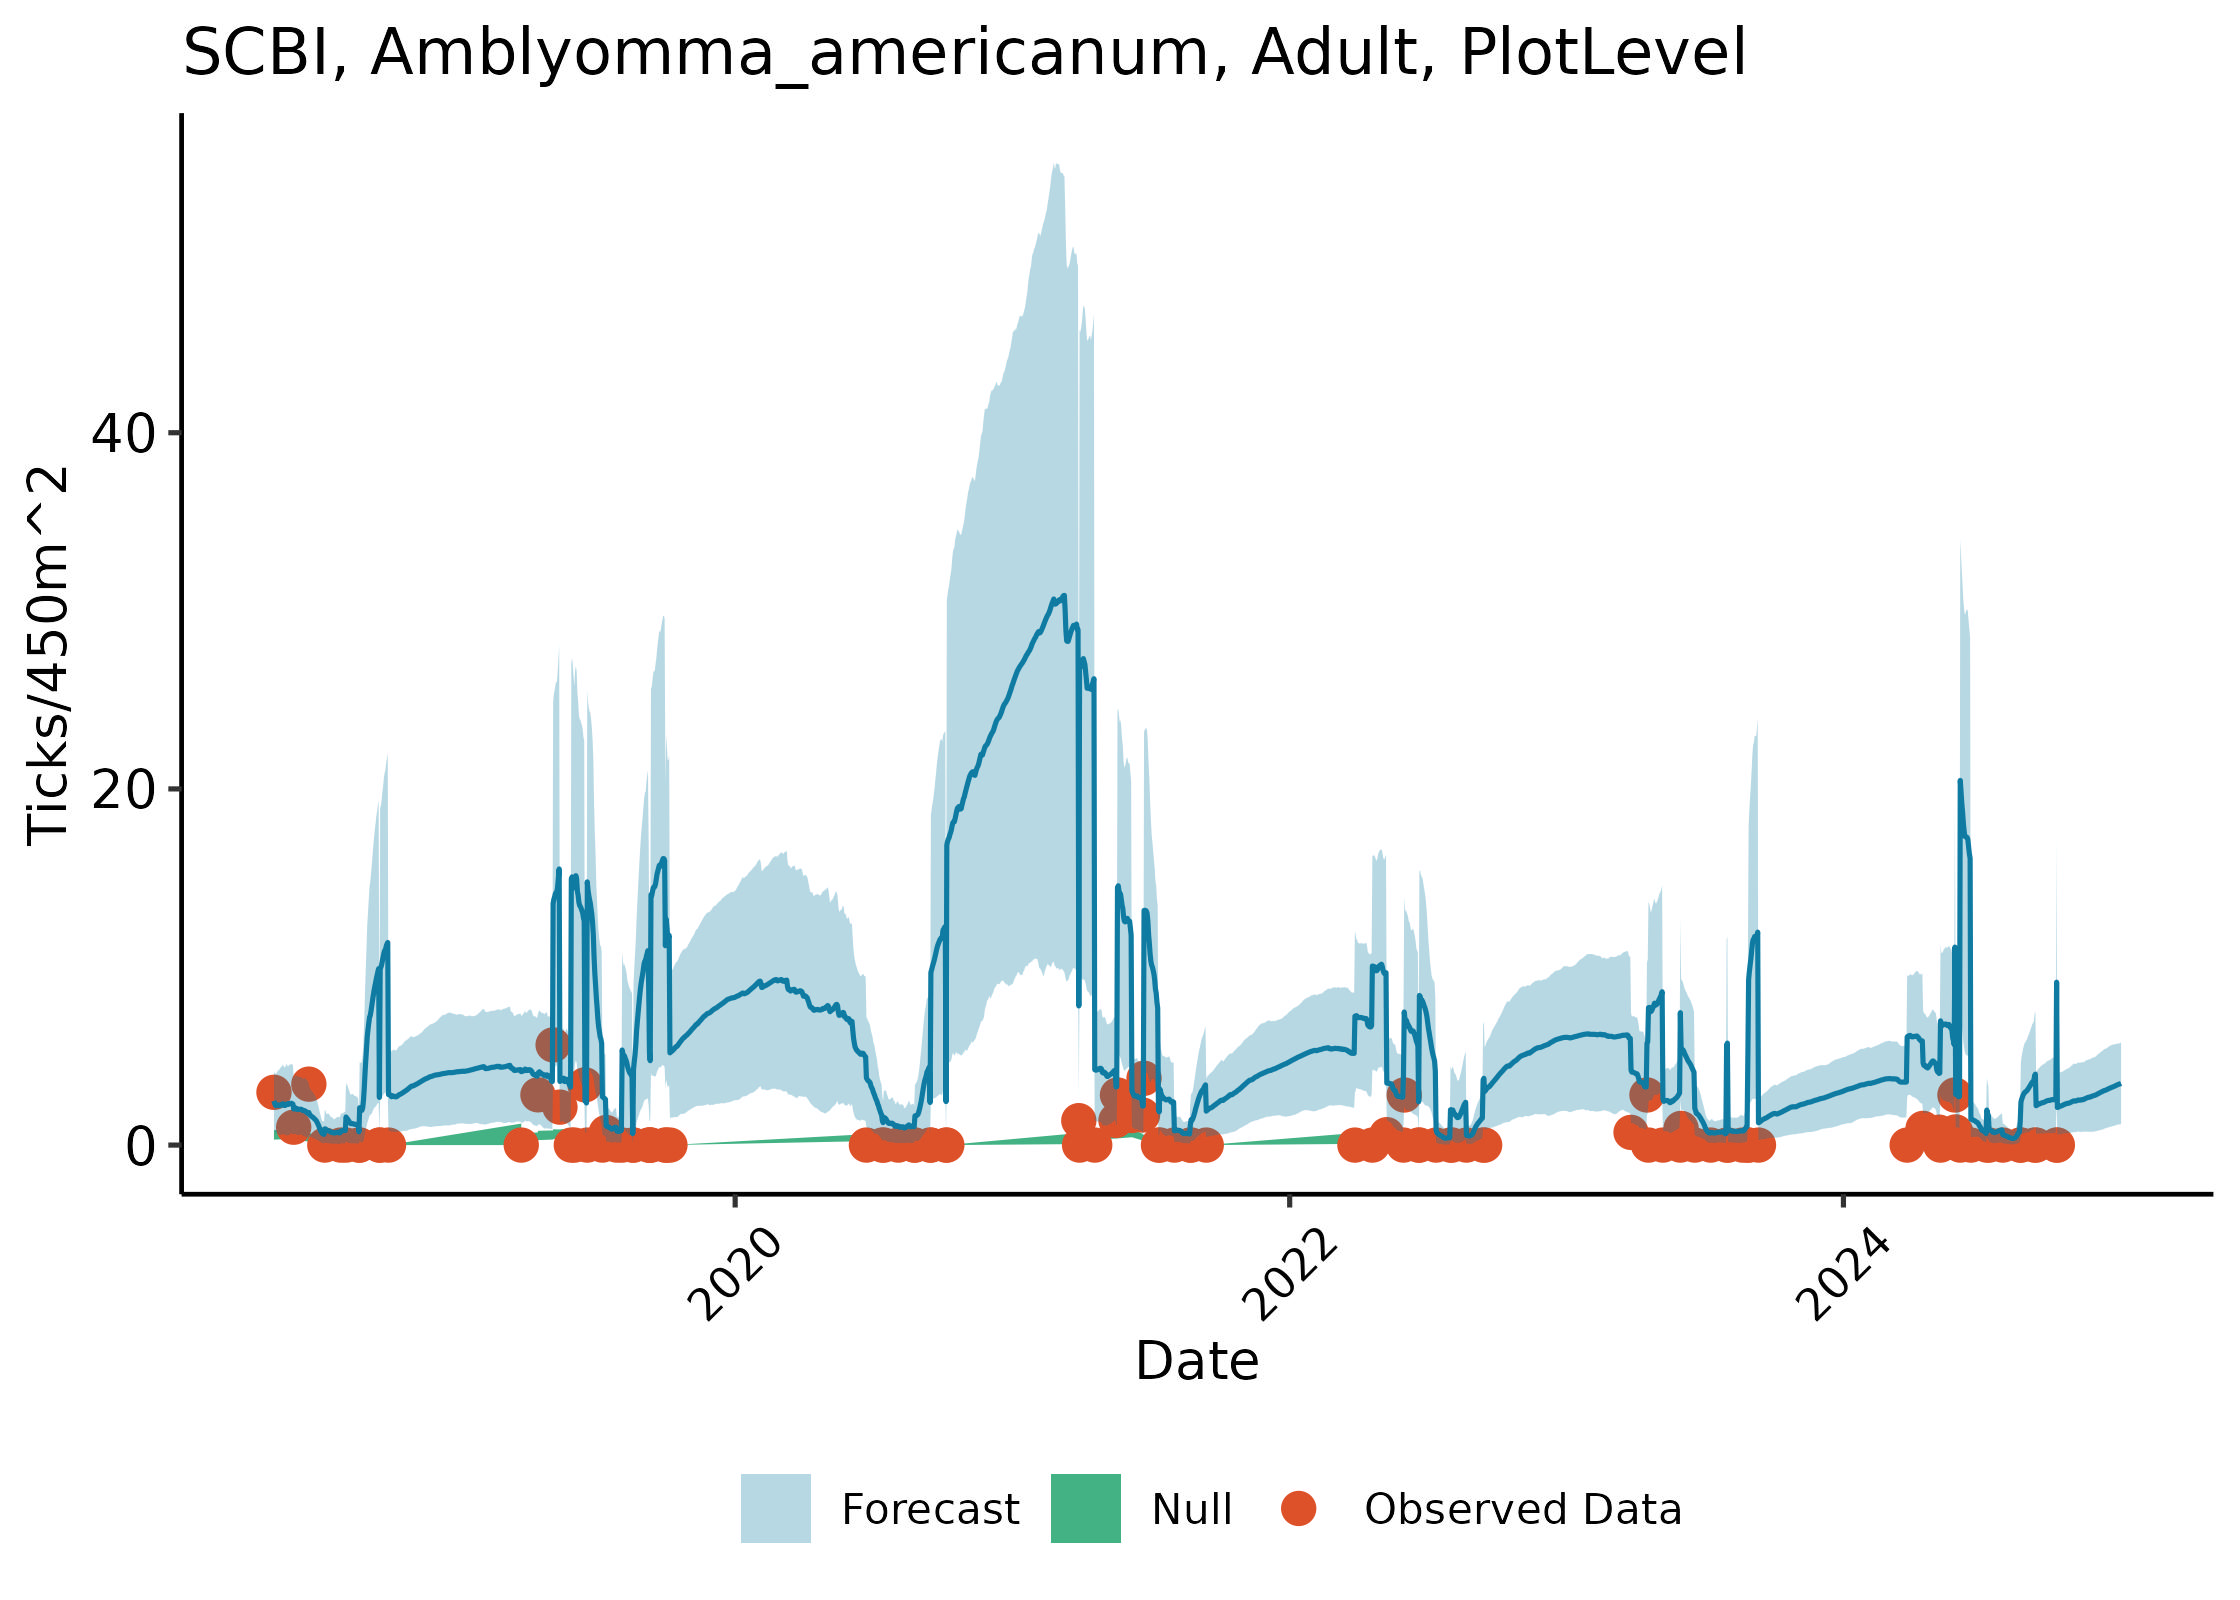 SCBI, Amblyomma_americanum, Adult, PlotLevel
Ticks/450m^2
40
20
0
2020
2022
2024
Date
Forecast
Null
Observed Data